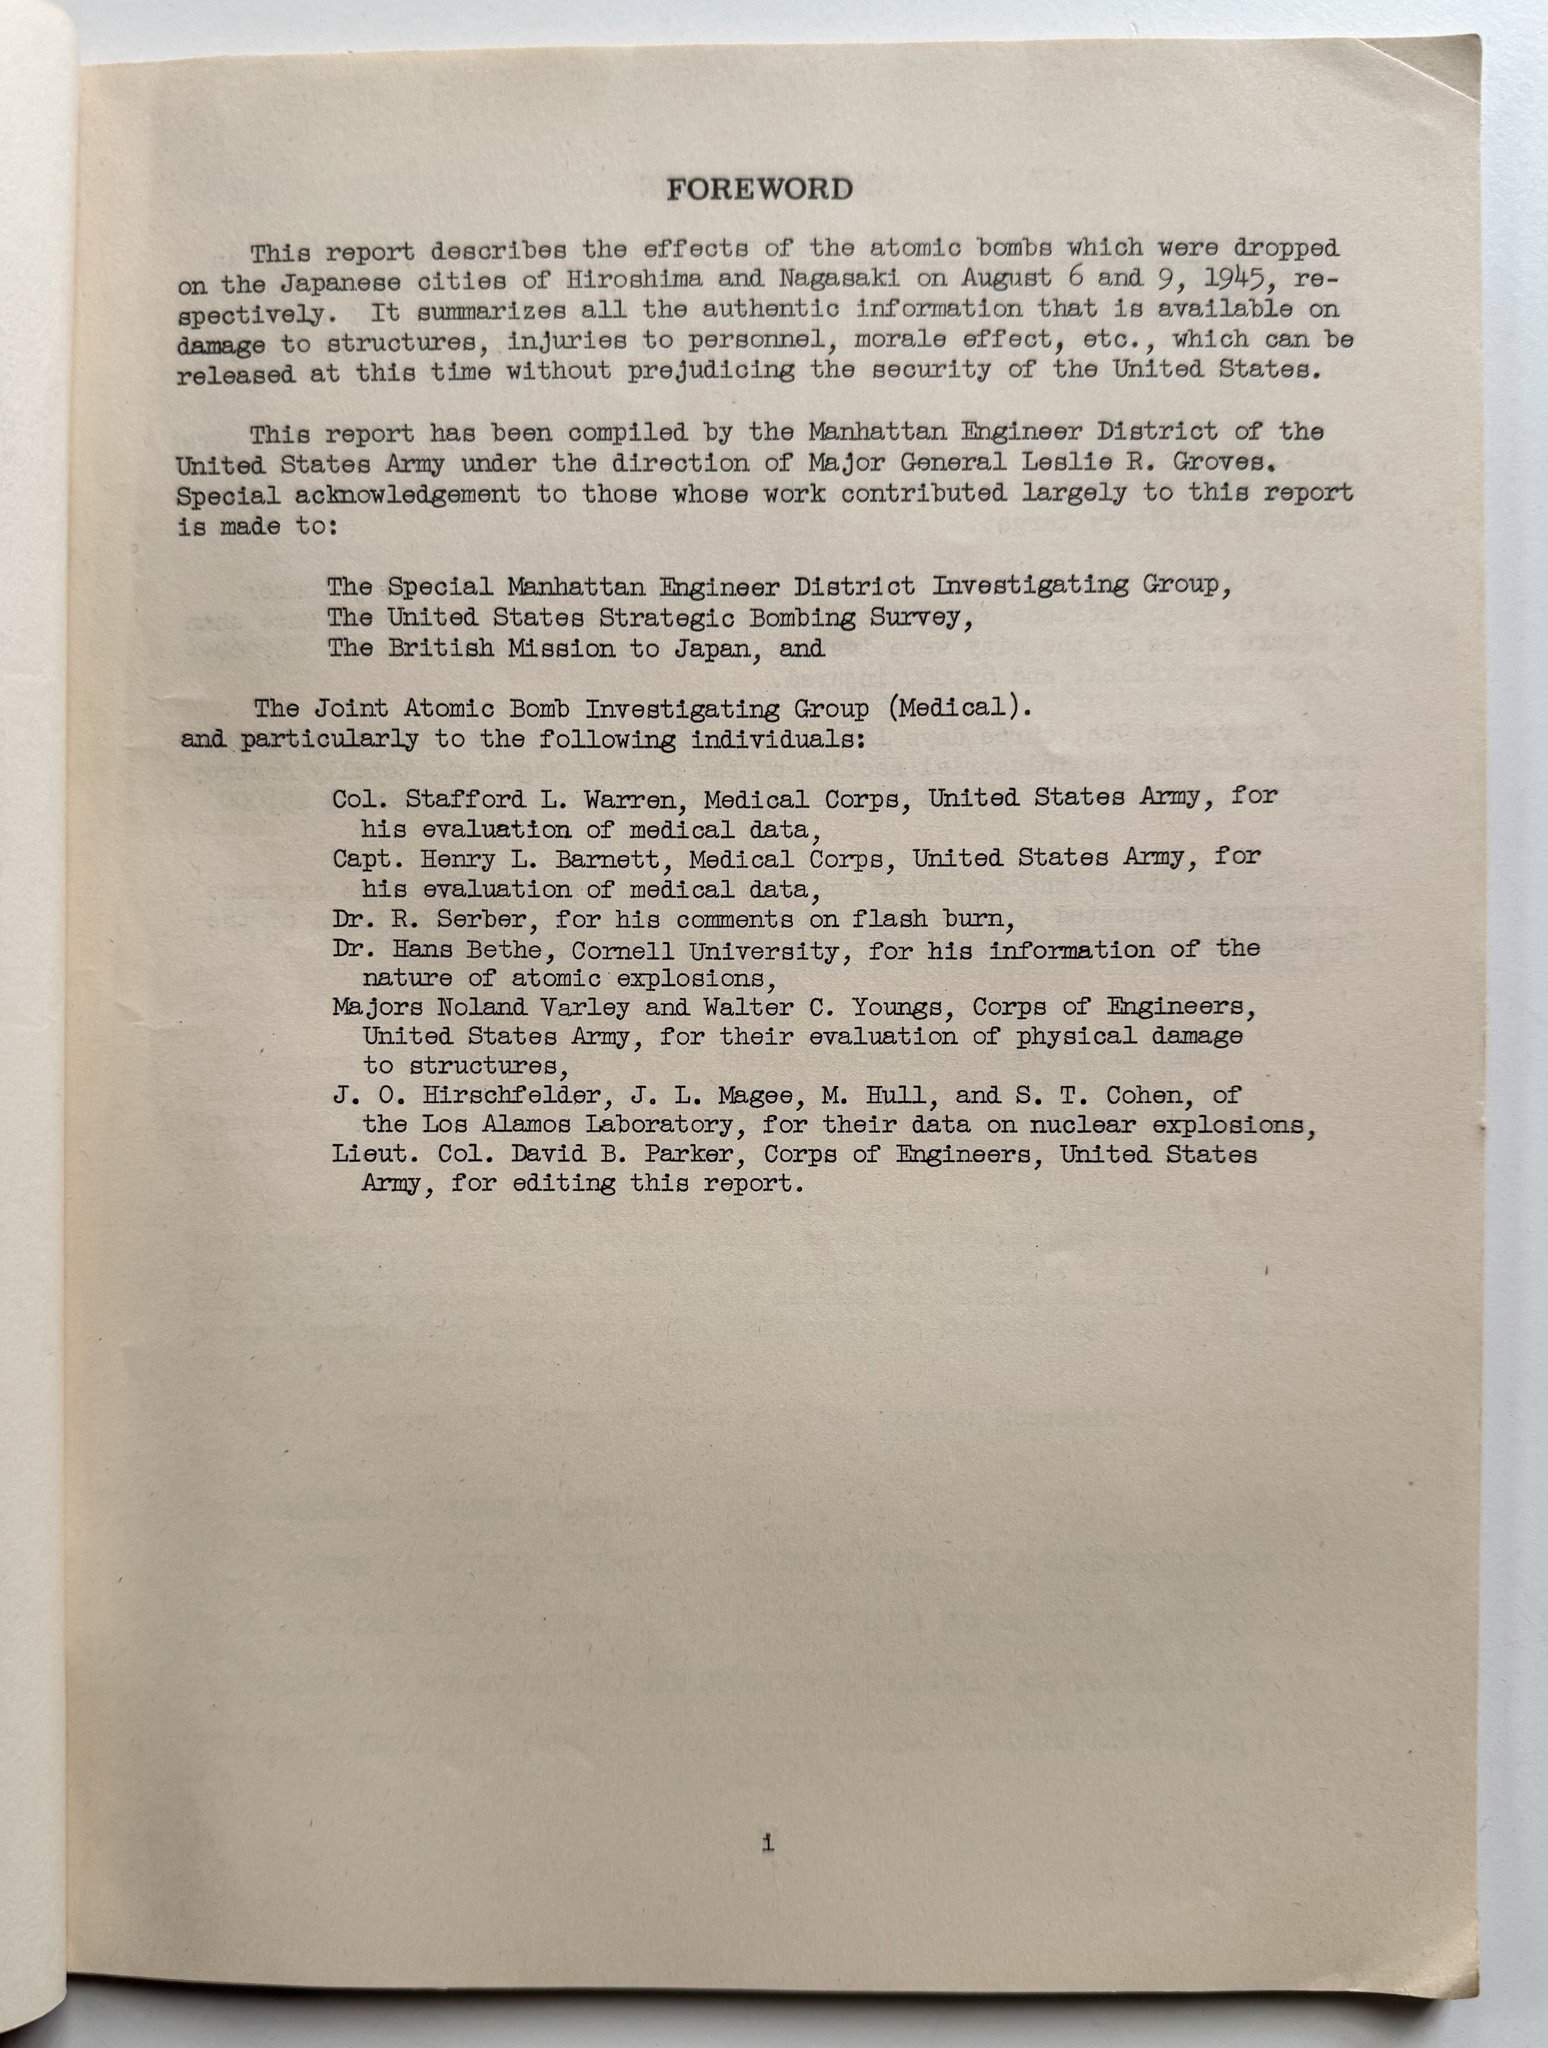 FOREWORD
This report describes the effects of the atomic bombs which were dropped
on the Japanese cities of Hiroshima and Nagasaki on August 6 and 9, 1945, re-
spectively. It summarizes all the authentic information that is available on
damage to structures, injuries to personnel, morale effect, etc., which can be
released at this time without prejudicing the security of the United States.
This report has been compiled by the Manhattan Engineer District of the
United States Army under the direction of Major General Leslie R. Groves.
Special acknowledgement to those whose work contributed largely to this report
is made to:
The Special Manhattan Engineer District Investigating Group,
The United States Strategic Bombing Survey,
The British Mission to Japan, and
The Joint Atomic Bomb Investigating Group (Medical).
and particularly to the following individuals:
Col. Stafford L. Warren, Medical Corps, United States Army, for
his evaluation of medical data,
Capt. Henry L. Barnett, Medical Corps, United States Army, for
his evaluation of medical data,
Dr. R. Serber, for his comments on flash burn,
Dr. Hans Bethe, Cornell University, for his information of the
nature of atomic explosions,
Majors Noland Varley and Walter C. Youngs, Corps of Engineers,
United States Army, for their evaluation of physical damage
to structures,
J. O. Hirschfelder, J. L. Magee, M. Hull, and S. T. Cohen, of
the Los Alamos Laboratory, for their data on nuclear explosions,
Lieut. Col. David B. Parker, Corps of Engineers, United States
Army, for editing this report.
i